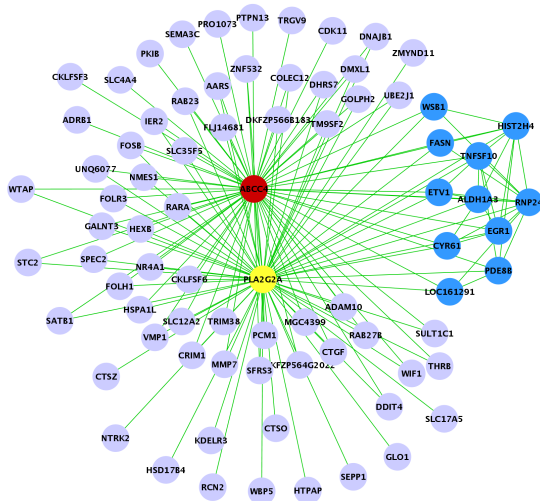 PTPN13
TRGV9
PRO1073
SEMA3C
CDK11
DNAJB1
PKIB
ZNF532
ZMYND11
CKLFSF3
SLC4A4
AARS
COLEC12
DMXL1
DHRS7
UBE2J1
GOLPH2
RAB23
WSB1
ADRB1
IER2
FLJ14681
DKFZP566B183
TM9SF2
HIST2H4
FOSB
SLC35F5
FASN
TNFSF10
UNQ6077
NMES1
WTAP
FOLR3
ABCC4
ETV1
ALDH1A3
RARA
RNP24
GALNT3
HEXB
EGR1
CYR61
STC2
SPEC2
NR4A1
PDE8B
FOLH1
CKLFSF6
PLA2G2A
LOC161291
SATB1
HSPA1L
SLC12A2
TRIM38
ADAM10
MGC4399
VMP1
PCM1
RAB27B
SULT1C1
CRIM1
CTGF
CTSZ
MMP7
SFRS3
WIF1
THRB
DDIT4
SLC17A5
NTRK2
KDELR3
CTSO
HSD17B4
GLO1
RCN2
WBP5
HTPAP
SEPP1